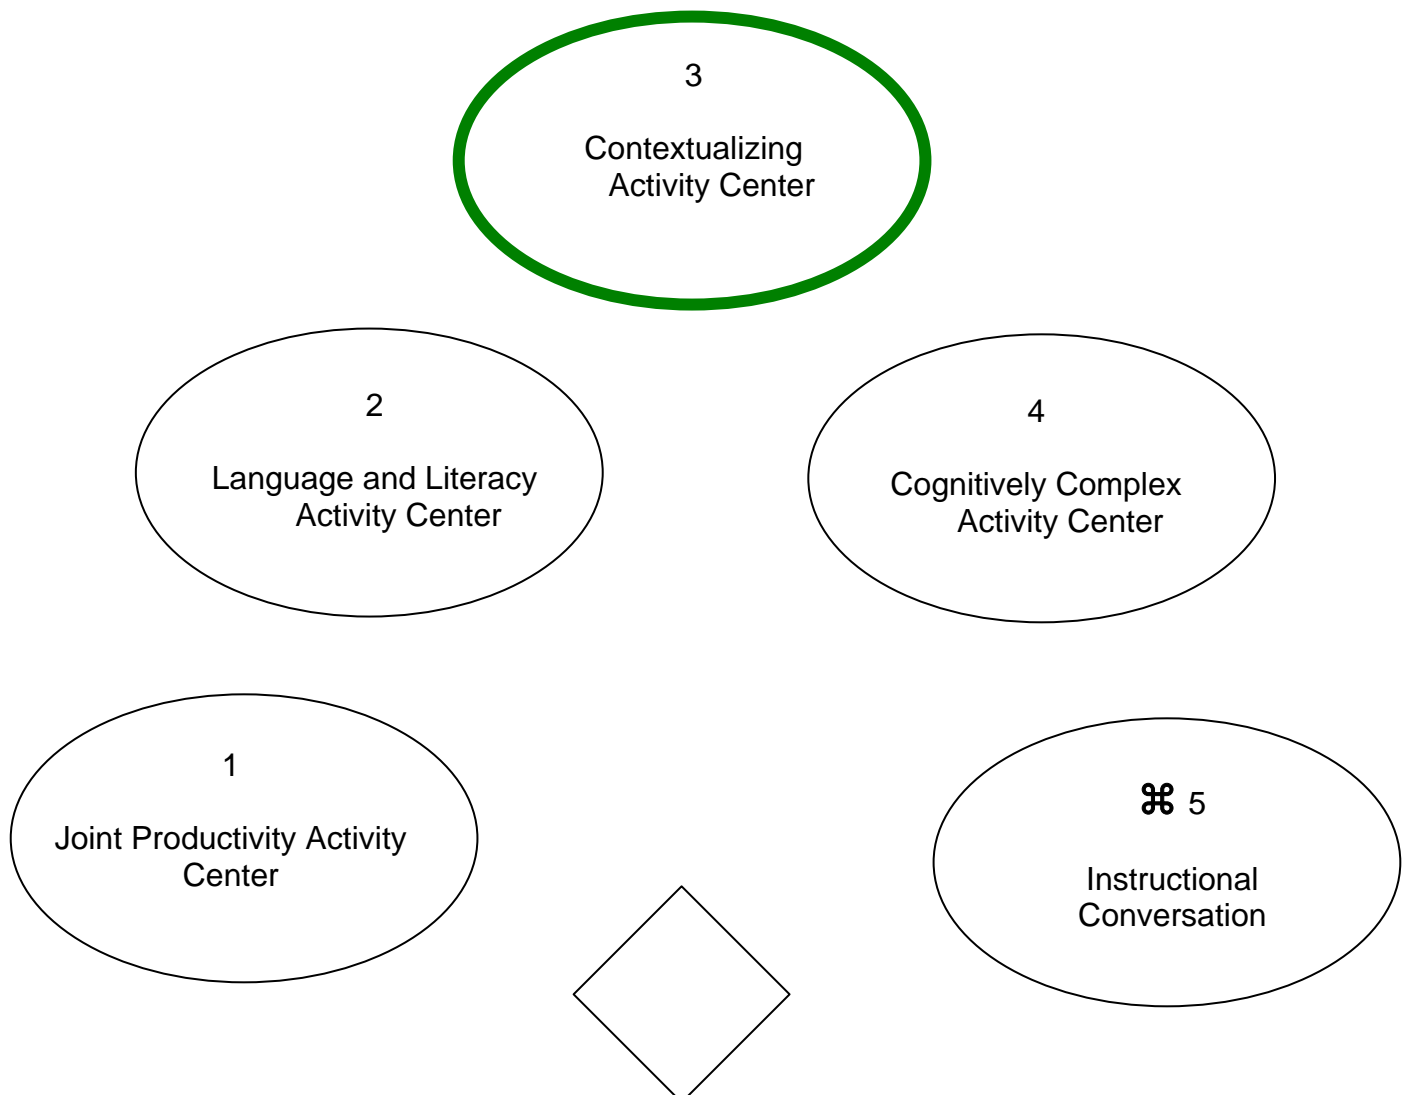 3
Contextualizing
Activity Center
2
Language and Literacy
Activity Center
4
Cognitively Complex
Activity Center
1
Joint Productivity Activity
Center
⌘ 5
Instructional
Conversation